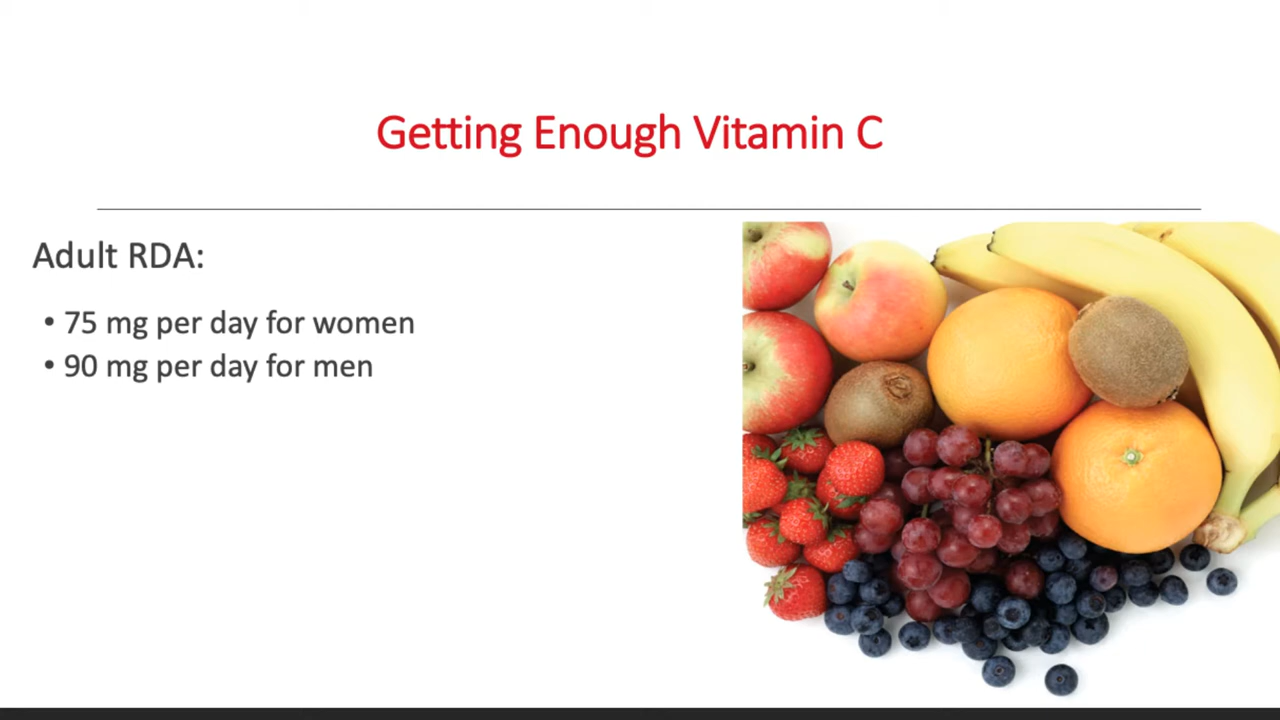 Getting Enough Vitamin C
Adult RDA:
• 75 mg per day for women
• 90 mg per day for men